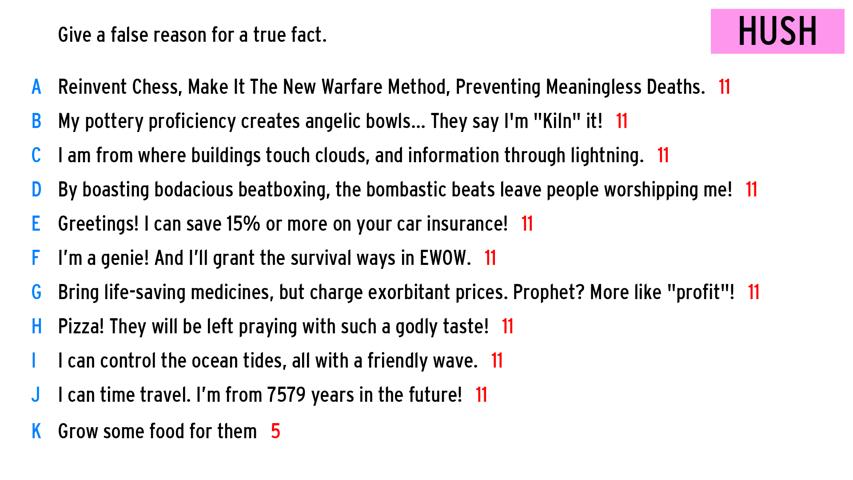 Give a false reason for a true fact.
HUSH
A Reinvent Chess, Make It The New Warfare Method, Preventing Meaningless Deaths. 11
B My pottery proficiency creates angelic bowls... They say I'm "Kiln" it! 11
C I am from where buildings touch clouds, and information through lightning. 11
D By boasting bodacious beatboxing, the bombastic beats leave people worshipping me! 11
E Greetings! I can save 15% or more on your car insurance! 11
F I'm a genie! And I'll grant the survival ways in EWOW. 11
G Bring life-saving medicines, but charge exorbitant prices. Prophet? More like "profit"! 11
H Pizza! They will be left praying with such a godly taste! 11
I I can control the ocean tides, all with a friendly wave. 11
J I can time travel. I'm from 7579 years in the future! 11
K Grow some food for them 5